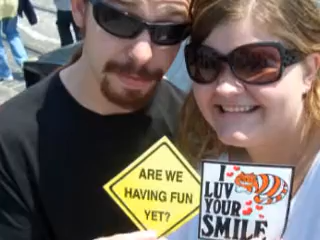 ARE WE
HAVING FUN
YET?
I
LUV
YOUR
SMILE